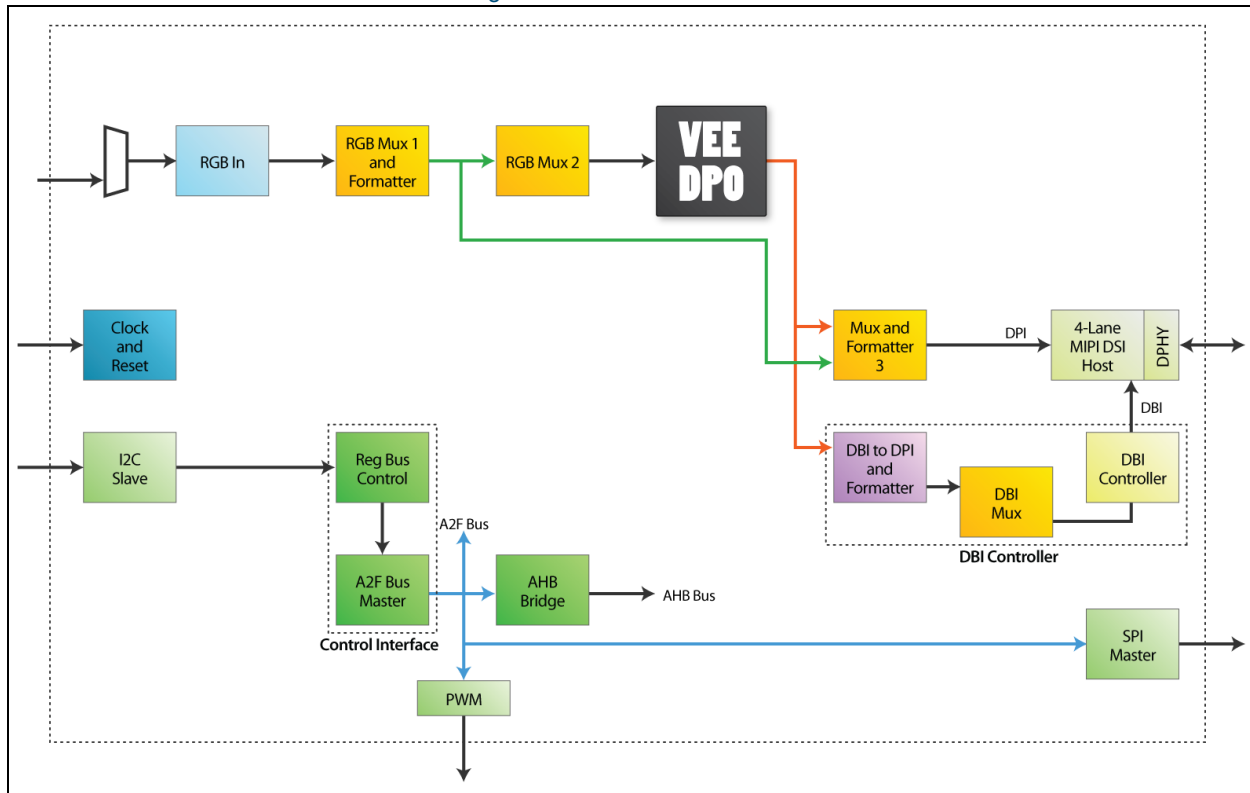 RGB In
RGB Mux 1
and
Formatter
RGB Mux 2
VEE
DPO
Clock
and
Reset
Mux and
Formatter
3
DPI
4-Lane
MIPI DSI
Host
DPHY
DBI
I2C
Slave
Reg Bus
Control
DBI to DPI
and
Formatter
DBI
Mux
DBI
Controller
DBI Controller
A2F Bus
A2F Bus
Master
AHB
Bridge
AHB Bus
Control Interface
SPI
Master
PWM